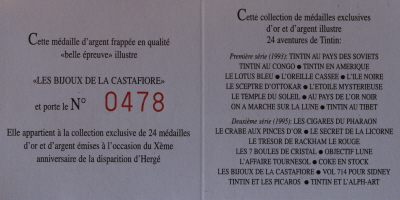 Cette médaille d'argent frappée en qualité
«belle épreuve» illustre
«LES BIJOUX DE LA CASTAFIORE»
et porte le N° 0478
Elle appartient à la collection exclusive de 24 médailles
d'or et d'argent émises à l'occasion du Xème
anniversaire de la disparition d'Hergé
Cette collection de médailles exclusives
d'or et d'argent illustre
24 aventures de Tintin:
Première série (1993): TINTIN AU PAYS DES SOVIETS
TINTIN AU CONGO ● TINTIN EN AMERIQUE
LE LOTUS BLEU ● L'OREILLE CASSEE ● L'ILE NOIRE
LE SCEPTRE D'OTTOKAR ● L'ETOILE MYSTERIEUSE
LE TEMPLE DU SOLEIL ● AU PAYS DE L'OR NOIR
ON A MARCHE SUR LA LUNE ● TINTIN AU TIBET
Deuxième série (1995): LES CIGARES DU PHARAON
LE CRABE AUX PINCES D'OR ● LE SECRET DE LA LICORNE
LE TRESOR DE RACKHAM LE ROUGE
LES 7 BOULES DE CRISTAL ● OBJECTIF LUNE
L'AFFAIRE TOURNESOL ● COKE EN STOCK
LES BIJOUX DE LA CASTAFIORE ● VOL 714 POUR SIDNEY
TINTIN ET LES PICAROS ● TINTIN ET L'ALPH-ART